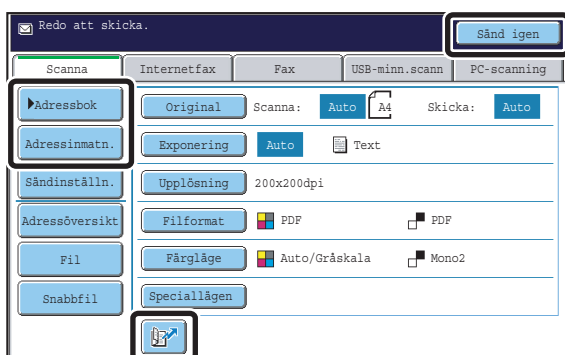 Redo att skicka.
Sänd igen
Scanna Internetfax Fax USB-minn.scann PC-scanning
Adressbok Original Scanna: Auto A4 Skicka: Auto
Adressinmatn. Exponering Auto Text
Sändinställn. Upplösning 200x200dpi
Adressöversikt Filformat PDF PDF
Fil Färgläge Auto/Gråskala Mono2
Snabbfil Speciallägen